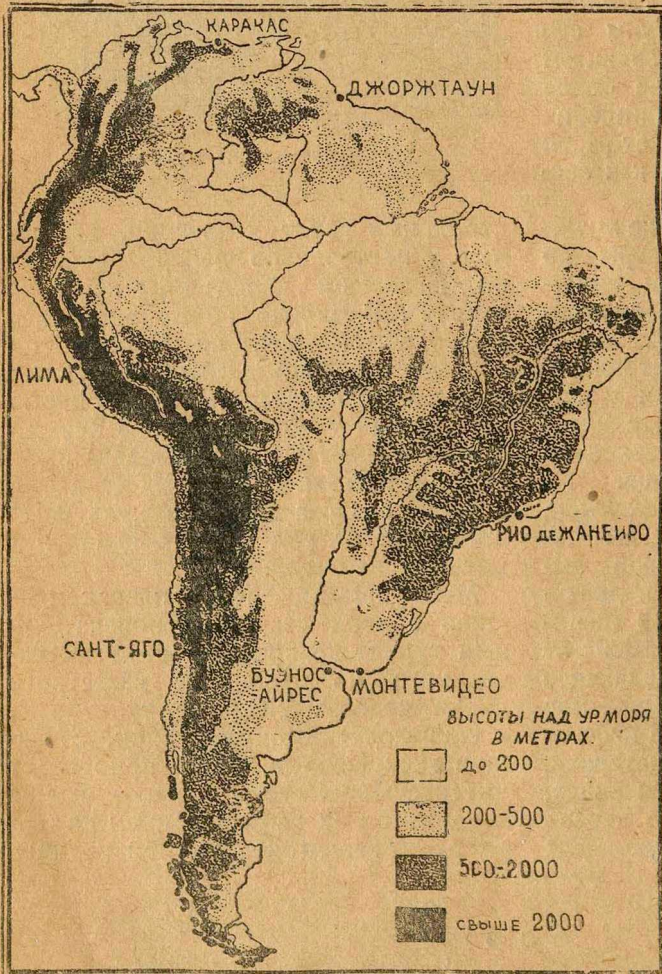 КАРАКАС
ДЖОРЖТАУН
ЛИМА
РИО де ЖАНЕИРО
САНТ-ЯГО
БУЭНОС
АЙРЕС
МОНТЕВИДЕО
ВЫСОТЫ НАД УР.МОРЯ
В МЕТРАХ.
до 200
200-500
500-2000
СВЫШЕ 2000